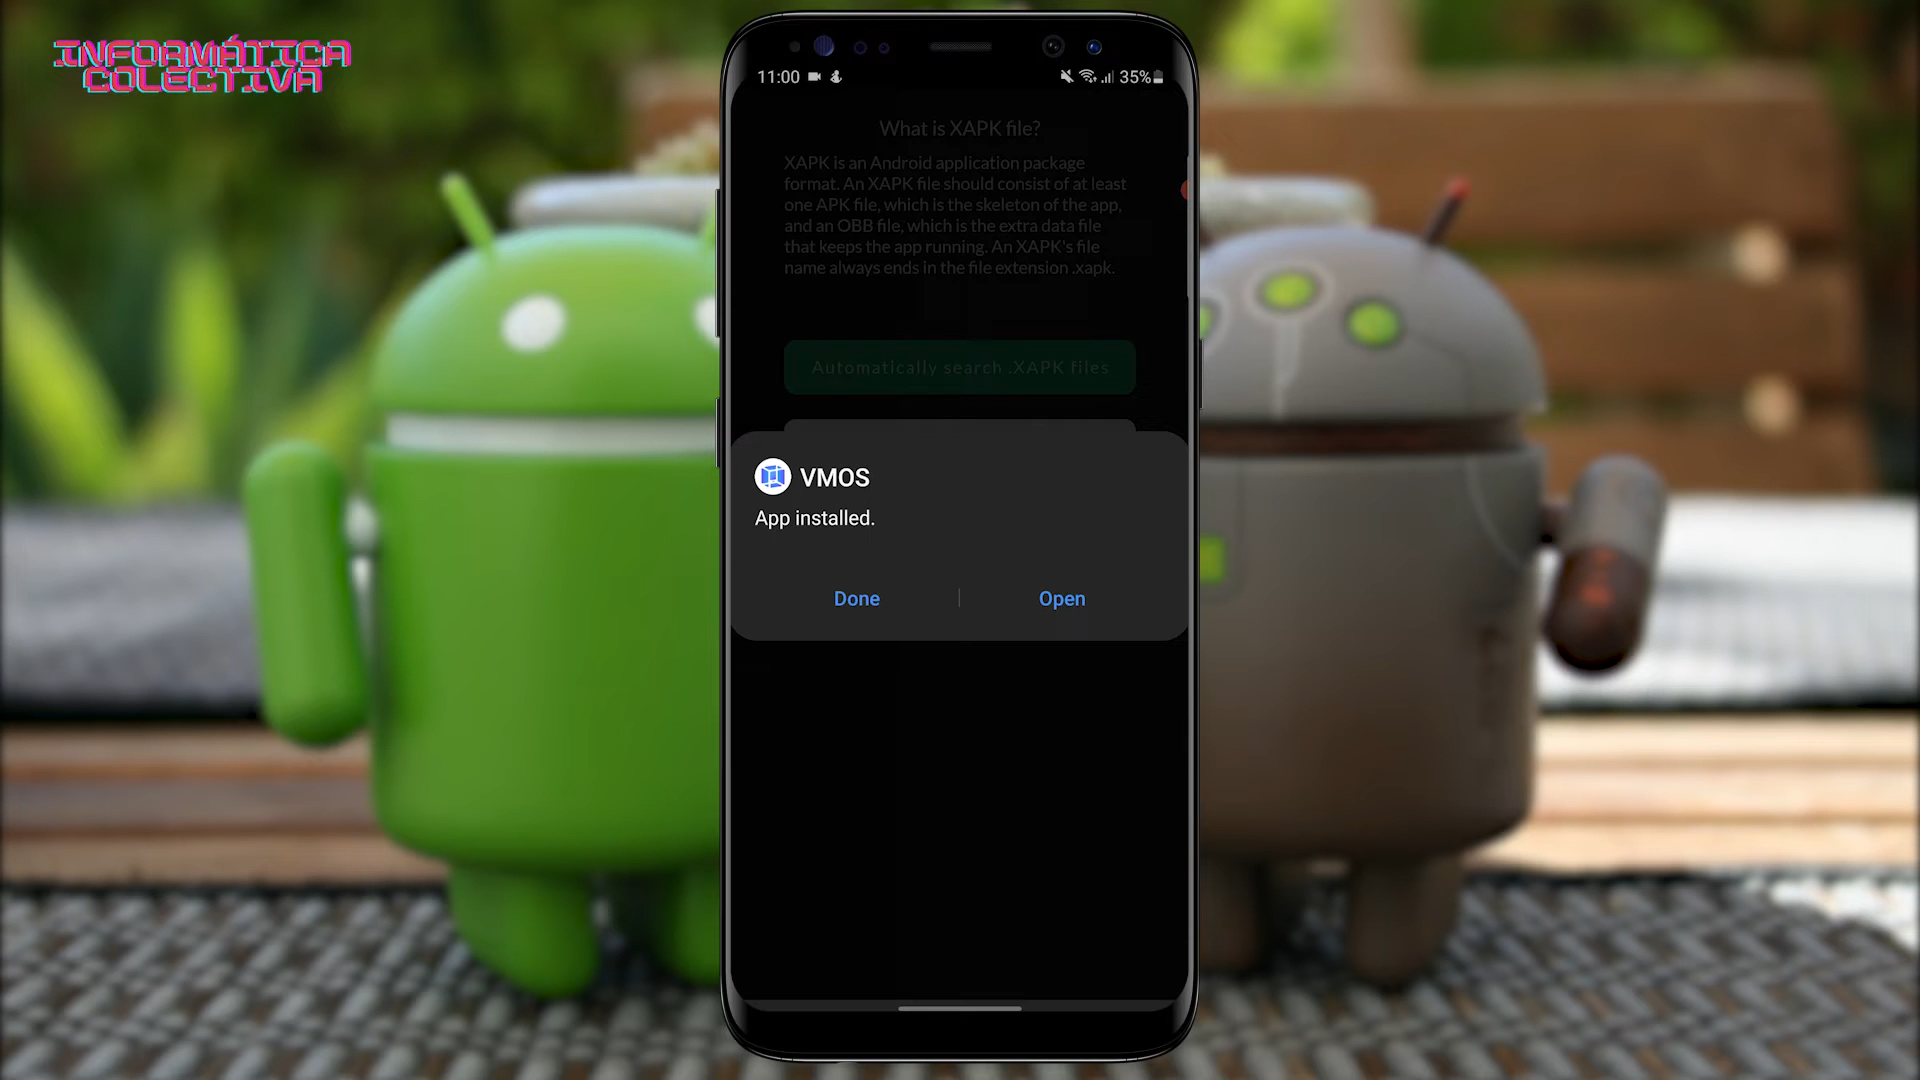 INFORMÁTICA
COLECTIVA
11:00
35%
What is XAPK file?
XAPK is an Android application package
format. An XAPK file should consist of at least
one APK file, which is the skeleton of the app,
and an OBB file, which is the extra data file
that keeps the app running. An XAPK's file
name always ends in the file extension .xapk.
Automatically search .XAPK files
VMOS
App installed.
Done
Open